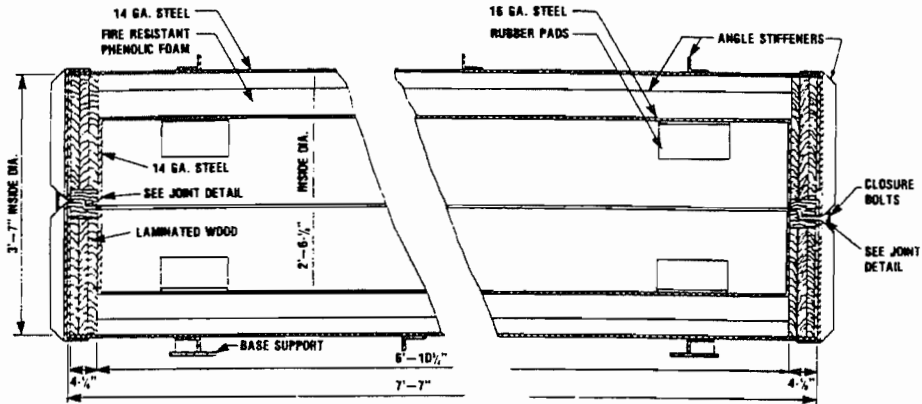 14 GA. STEEL
FIRE RESISTANT
PHENOLIC FOAM
16 GA. STEEL
RUBBER PADS
ANGLE STIFFENERS
3'-7" INSIDE DIA.
INSIDE DIA.
2'-6-¼"
14 GA. STEEL
SEE JOINT DETAIL
LAMINATED WOOD
CLOSURE
BOLTS
SEE JOINT
DETAIL
BASE SUPPORT
6'-10½"
4-¼"
7'-7"
4-¼"